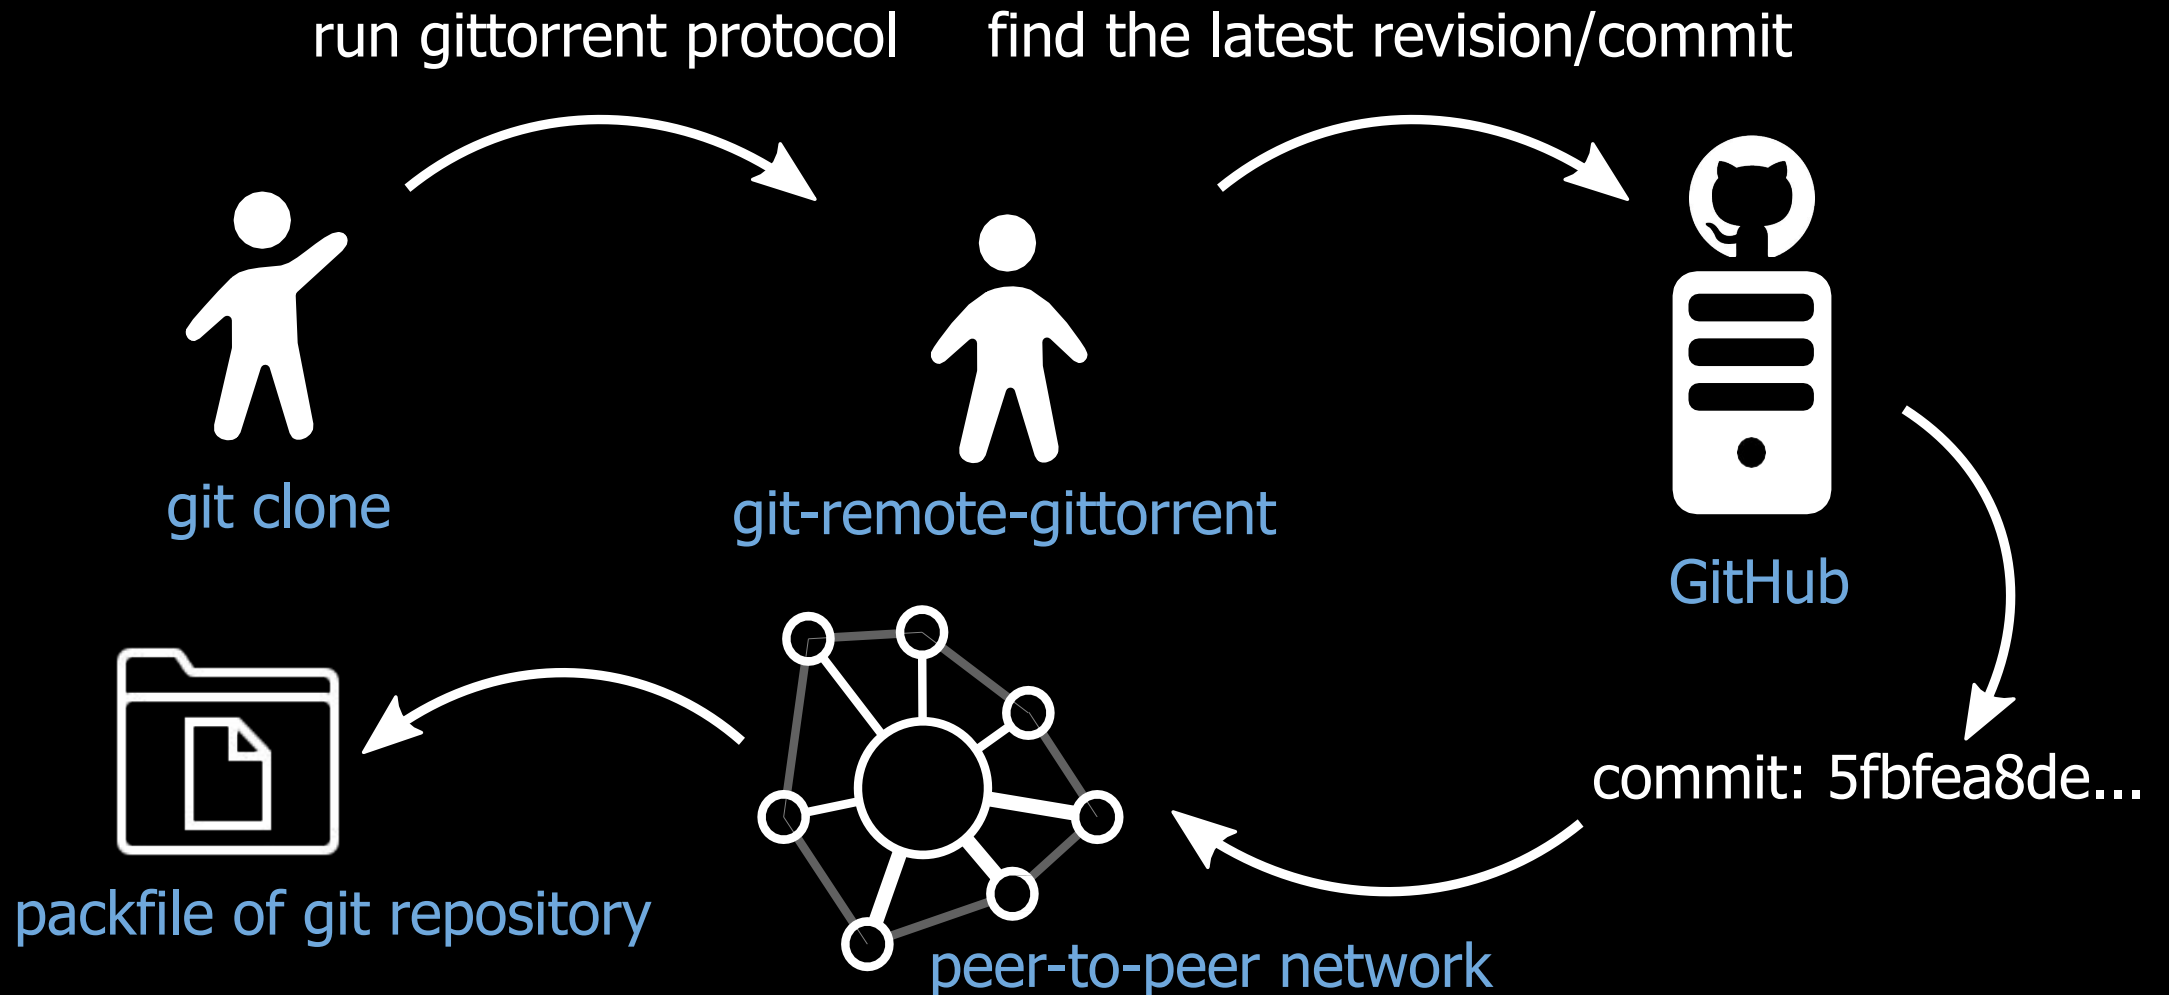 run gittorrent protocol
find the latest revision/commit
git clone
git-remote-gittorrent
GitHub
commit: 5fbfea8de...
packfile of git repository
peer-to-peer network